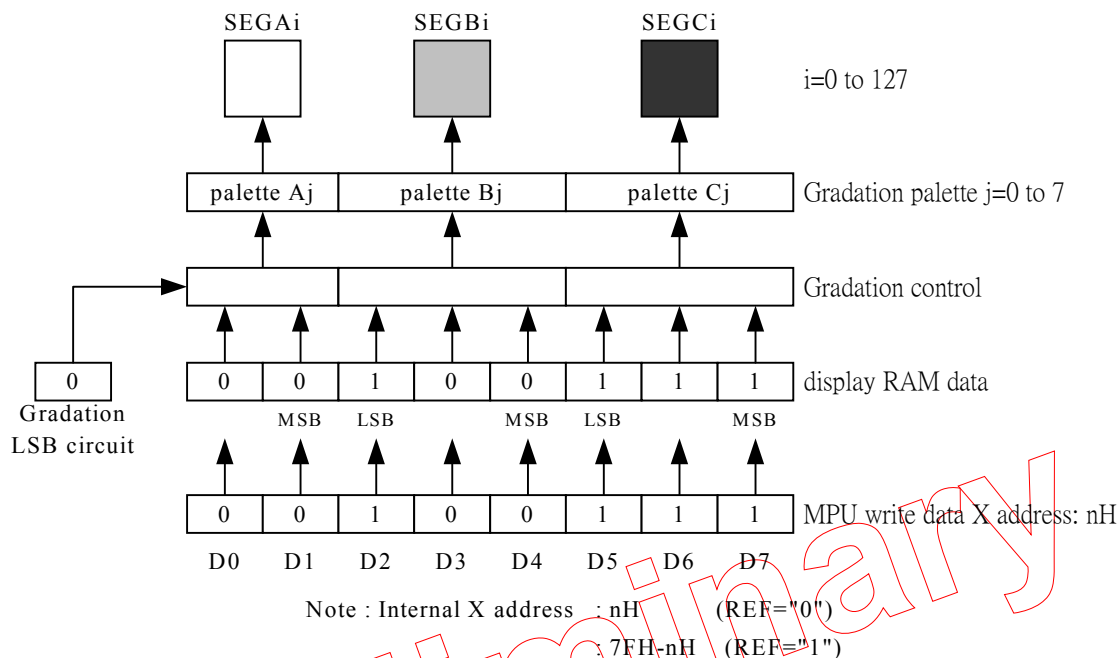 SEGAi SEGBi SEGCi
i=0 to 127
palette Aj palette Bj palette Cj Gradation palette j=0 to 7
Gradation control
0 0 0 1 0 0 1 1 1 display RAM data
Gradation
LSB circuit
MSB LSB MSB LSB MSB
0 0 1 0 0 1 1 1 MPU write data X address: nH
D0 D1 D2 D3 D4 D5 D6 D7
Note : Internal X address : nH (REF="0")
: 7FH-nH (REF="1")